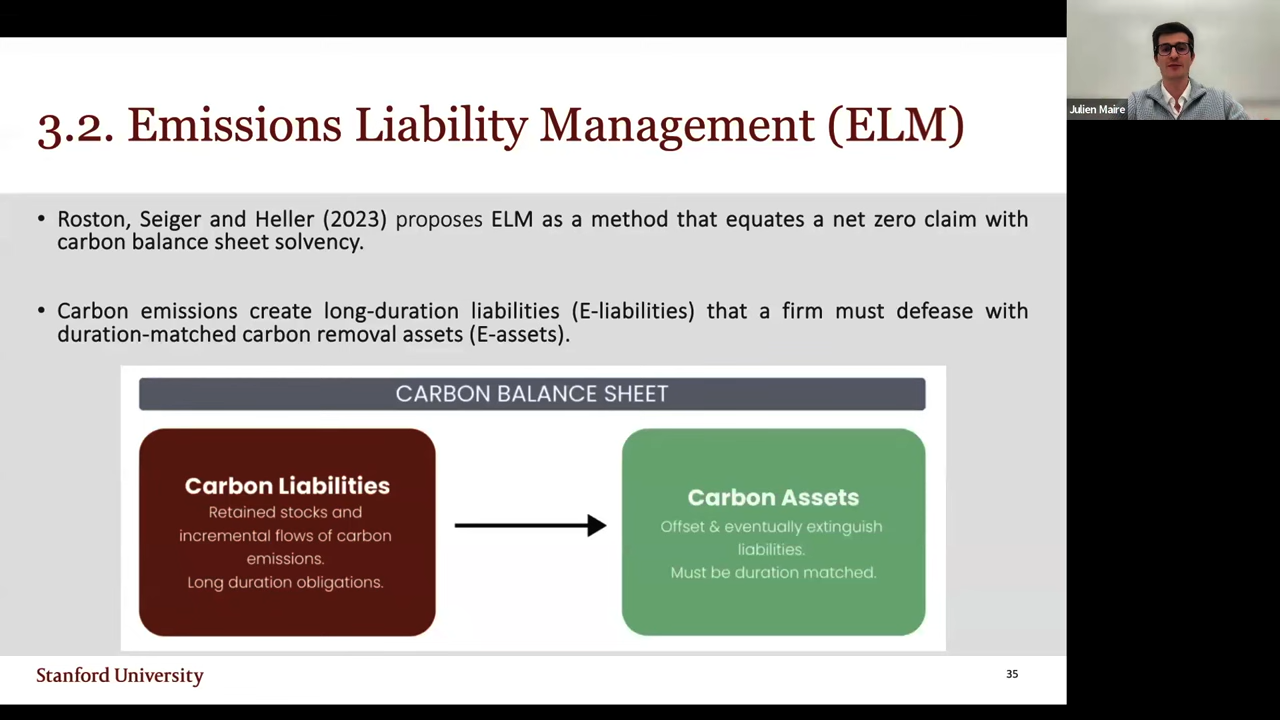 3.2. Emissions Liability Management (ELM)
• Roston, Seiger and Heller (2023) proposes ELM as a method that equates a net zero claim with
carbon balance sheet solvency.
• Carbon emissions create long-duration liabilities (E-liabilities) that a firm must defease with
duration-matched carbon removal assets (E-assets).
CARBON BALANCE SHEET
Carbon Liabilities
Retained stocks and
incremental flows of carbon
emissions.
Long duration obligations.
Carbon Assets
Offset & eventually extinguish
liabilities.
Must be duration matched.
Stanford University
35
Julien Maire